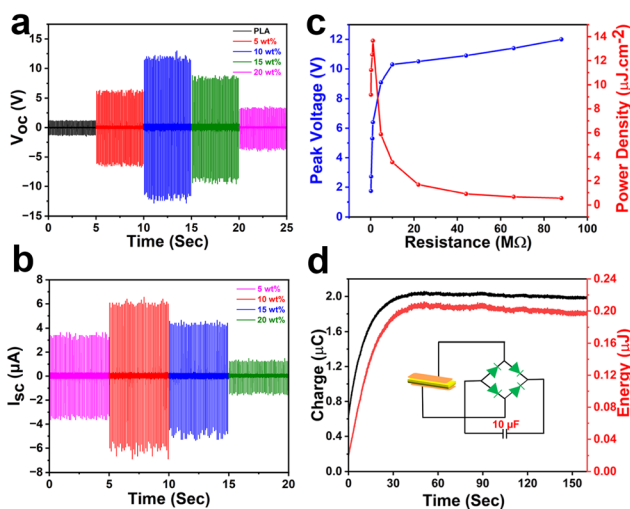 a
V_OC (V)
15
10
5
0
-5
-10
-15
0 5 10 15 20 25
Time (Sec)
PLA
5 wt%
10 wt%
15 wt%
20 wt%
c
Peak Voltage (V)
14
12
10
8
6
4
2
0
0 20 40 60 80
Resistance (MΩ)
16
14
12
10
8
6
4
2
0
Power Density (μJ.cm⁻²)
b
I_SC (μA)
8
6
4
2
0
-2
-4
-6
-8
0 5 10 15 20
Time (Sec)
5 wt%
10 wt%
15 wt%
20 wt%
d
Charge (μC)
2.0
1.6
1.2
0.8
0.4
0.0
0 30 60 90 120 150
Time (Sec)
0.24
0.20
0.16
0.12
0.08
0.04
0.00
Energy (μJ)
10 μF